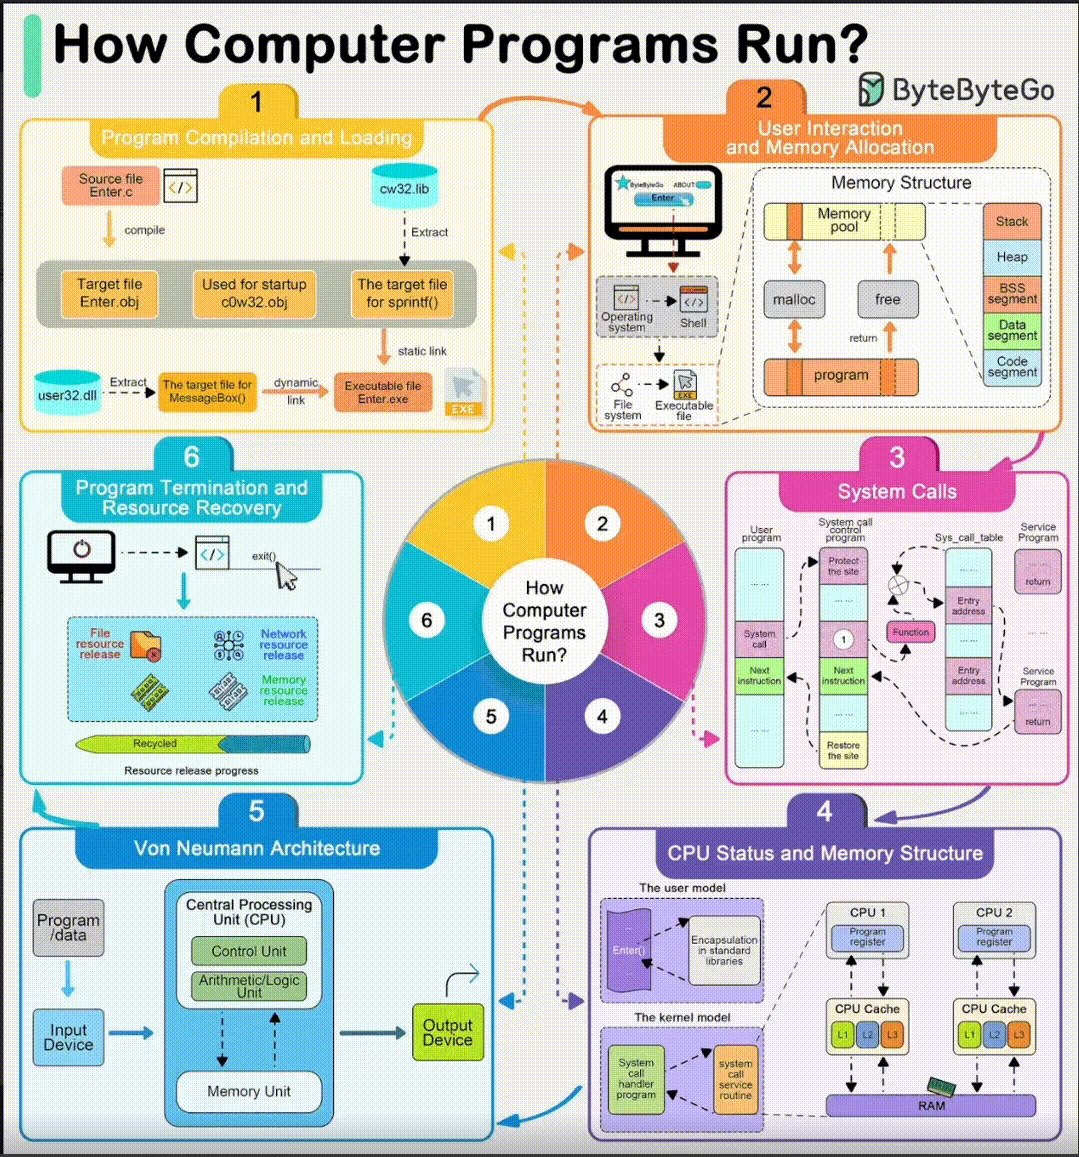 How Computer Programs Run?
ByteByteGo
1
Program Compilation and Loading
Source file
Enter.c
</>
cw32.lib
compile
Extract
Target file
Enter.obj
Used for startup
c0w32.obj
The target file
for sprintf()
static link
user32.dll
Extract
The target file for
MessageBox()
dynamic
link
Executable file
Enter.exe
EXE
2
User Interaction
and Memory Allocation
ByteByteGo
ABOUT
Enter
Operating
system
</>
Shell
</>
File
system
Executable
file
EXE
Memory Structure
Memory
pool
malloc
free
return
program
Stack
Heap
BSS
segment
Data
segment
Code
segment
3
System Calls
User
program
... ...
System
call
Next
instruction
... ...
System call
control
program
Protect
the site
... ...
1
Next
instruction
... ...
Restore
the site
Function
Sys_call_table
... ...
Entry
address
... ...
Entry
address
... ...
Service
Program
... ...
return
... ...
Service
Program
... ...
return
How
Computer
Programs
Run?
1
2
3
4
5
6
6
Program Termination and
Resource Recovery
</>
exit()
File
resource
release
Network
resource
release
Memory
resource
release
Recycled
Resource release progress
5
Von Neumann Architecture
Program
/data
Input
Device
Central Processing
Unit (CPU)
Control Unit
Arithmetic/Logic
Unit
Memory Unit
Output
Device
4
CPU Status and Memory Structure
The user model
...
Enter()
...
Encapsulation
in standard
libraries
The kernel model
System
call
handler
program
system
call
service
routine
CPU 1
Program
register
CPU Cache
L1
L2
L3
CPU 2
Program
register
CPU Cache
L1
L2
L3
RAM